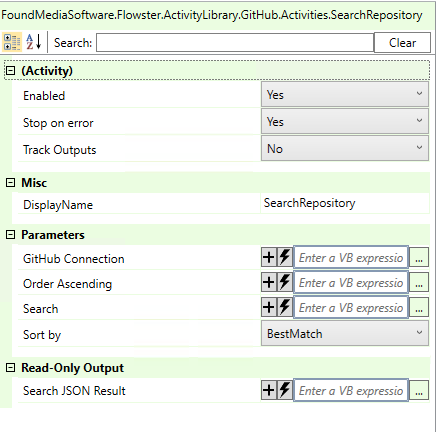 FoundMediaSoftware.Flowster.ActivityLibrary.GitHub.Activities.SearchRepository
A Z Search: Clear
(Activity)
Enabled Yes
Stop on error Yes
Track Outputs No
Misc
DisplayName SearchRepository
Parameters
GitHub Connection Enter a VB expressio ...
Order Ascending Enter a VB expressio ...
Search Enter a VB expressio ...
Sort by BestMatch
Read-Only Output
Search JSON Result Enter a VB expressio ...